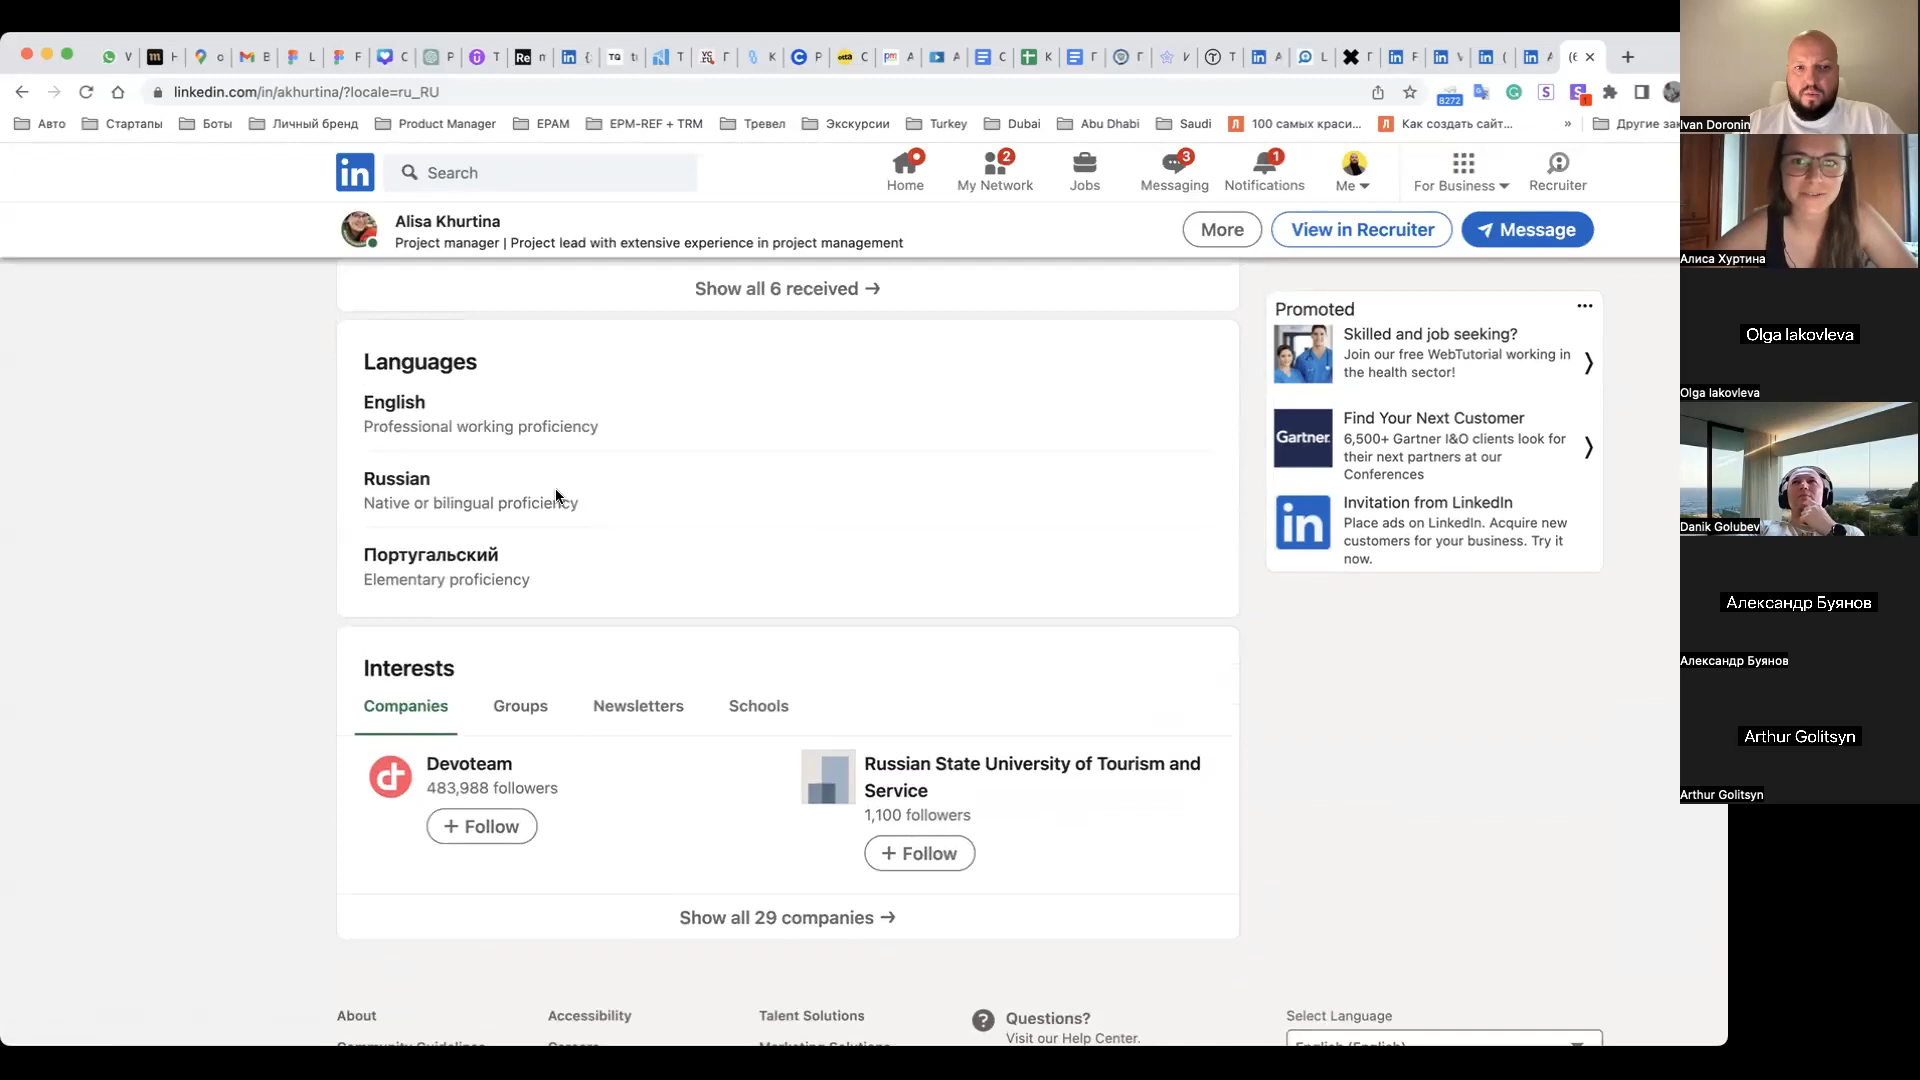 linkedin.com/in/akhurtina/?locale=ru_RU
8272
1
Авто
Стартапы
Боты
Личный бренд
Product Manager
EPAM
EPM-REF + TRM
Тревел
Экскурсии
Turkey
Dubai
Abu Dhabi
Saudi
100 самых краси...
Как создать сайт...
»
Другие зак
in
Search
Home
2
My Network
Jobs
3
Messaging
1
Notifications
Me
For Business
Recruiter
Alisa Khurtina
Project manager | Project lead with extensive experience in project management
More
View in Recruiter
Message
Show all 6 received →
Languages
English
Professional working proficiency
Russian
Native or bilingual proficiency
Португальский
Elementary proficiency
Interests
Companies
Groups
Newsletters
Schools
Devoteam
483,988 followers
+ Follow
Russian State University of Tourism and
Service
1,100 followers
+ Follow
Show all 29 companies →
Promoted
Skilled and job seeking?
Join our free WebTutorial working in
the health sector!
Gartner
Find Your Next Customer
6,500+ Gartner I&O clients look for
their next partners at our
Conferences
in
Invitation from LinkedIn
Place ads on LinkedIn. Acquire new
customers for your business. Try it
now.
About
Accessibility
Talent Solutions
Questions?
Visit our Help Center.
Select Language
Ivan Doronin
Алиса Хуртина
Olga Iakovleva
Olga Iakovleva
Danik Golubev
Александр Буянов
Александр Буянов
Arthur Golitsyn
Arthur Golitsyn